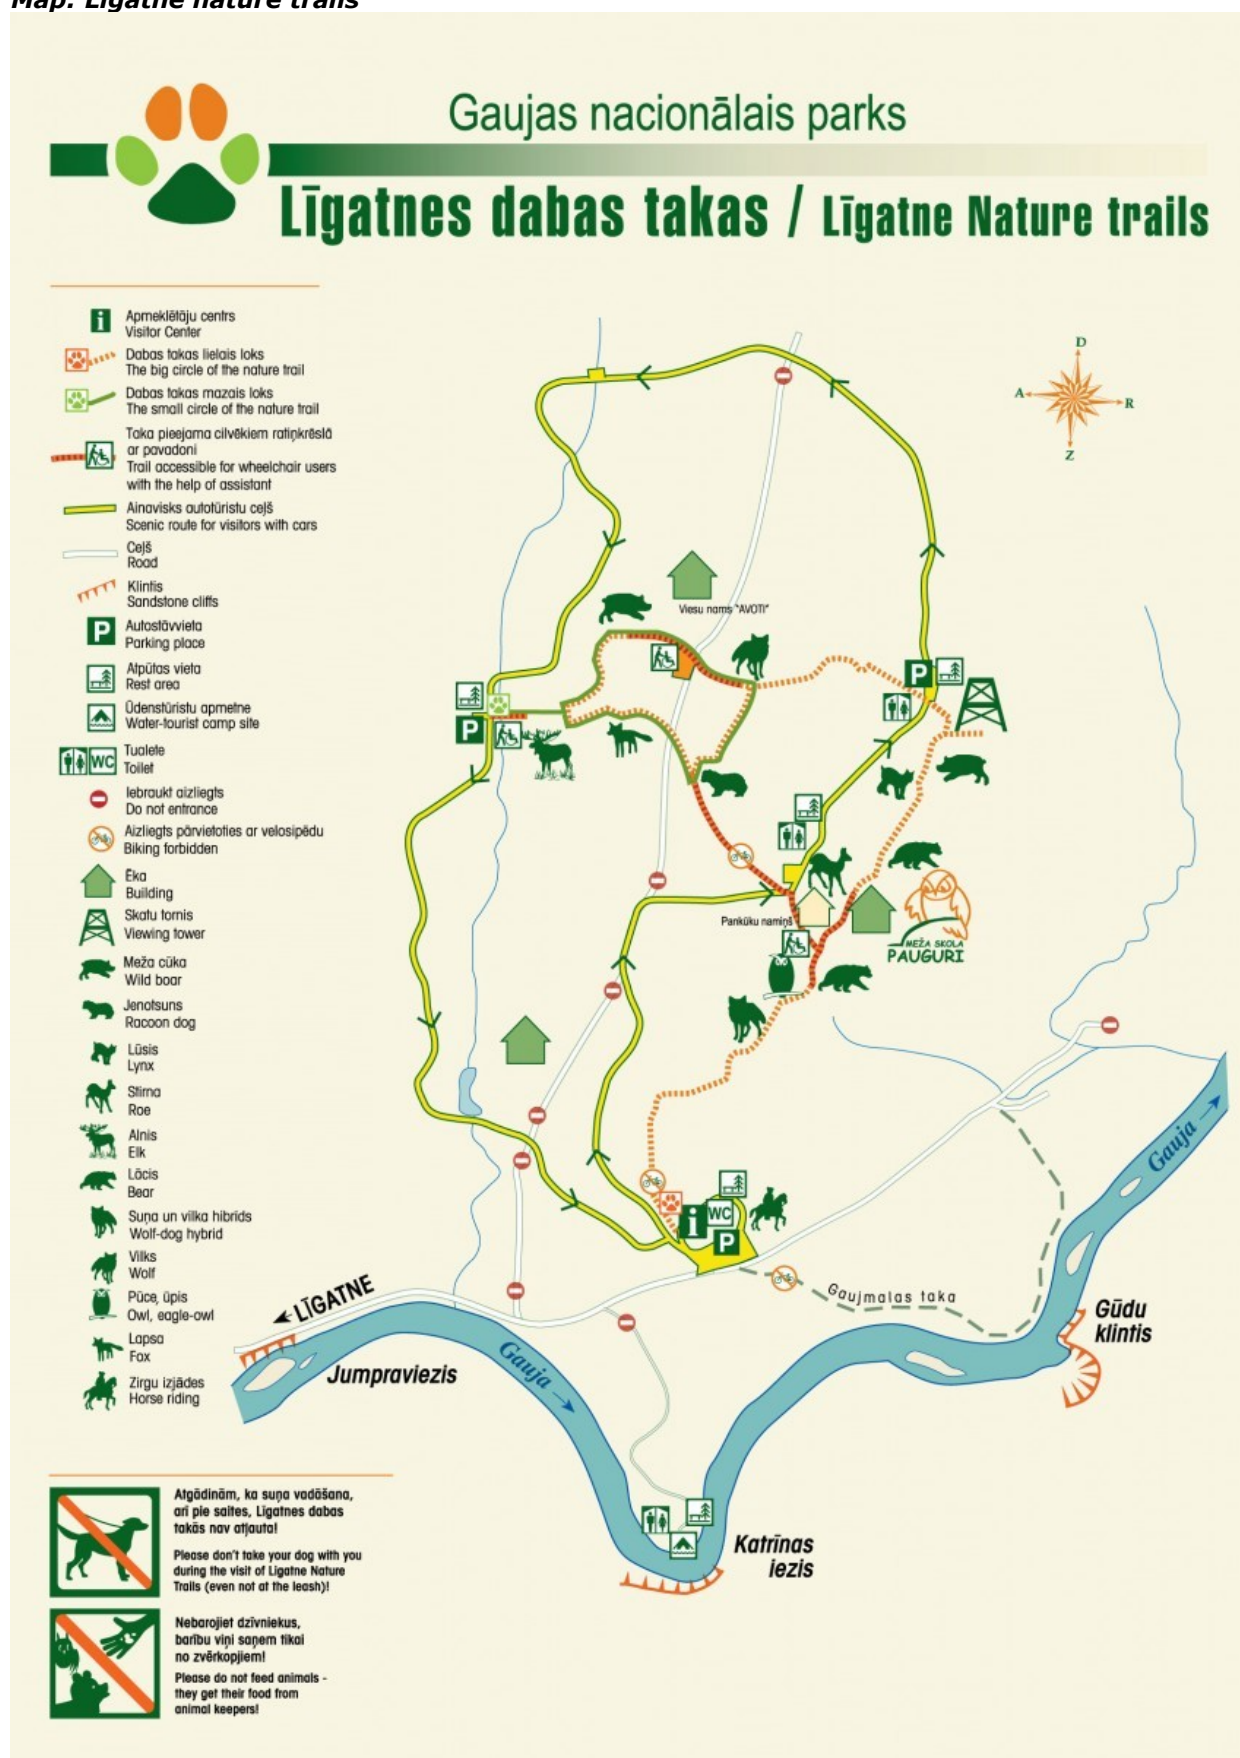 Map: Līgatne nature trails
Gaujas nacionālais parks
Līgatnes dabas takas / Līgatne Nature trails
Apmeklētāju centrs
Visitor Center
Dabas takas lielais loks
The big circle of the nature trail
Dabas takas mazais loks
The small circle of the nature trail
Taka pieejama cilvēkiem ratiņkrēslā
ar pavadoni
Trail accessible for wheelchair users
with the help of assistant
Ainavisks autotūristu ceļš
Scenic route for visitors with cars
Ceļš
Road
Klintis
Sandstone cliffs
P
Autostāvvieta
Parking place
Atpūtas vieta
Rest area
Ūdenstūristu apmetne
Water-tourist camp site
WC
Tualete
Toilet
Iebraukt aizliegts
Do not entrance
Aizliegts pārvietoties ar velosipēdu
Biking forbidden
Ēka
Building
Skatu tornis
Viewing tower
Meža cūka
Wild boar
Jenotsuns
Racoon dog
Lūsis
Lynx
Stirna
Roe
Alnis
Elk
Lācis
Bear
Suņa un vilka hibrīds
Wolf-dog hybrid
Vilks
Wolf
Pūce, ūpis
Owl, eagle-owl
Lapsa
Fox
Zirgu izjādes
Horse riding
D
A
R
Z
Viesu nams "AVOTI"
P
P
Pankūku namiņš
MEŽA SKOLA
PAUGURI
i
WC
P
Gauja
Gaujmalas taka
LĪGATNE
Gūdu
klintis
Jumpraviezis
Gauja
Katrīnas
iezis
Atgādinām, ka suņa vadāšana,
arī pie saites, Līgatnes dabas
takās nav atļauta!
Please don't take your dog with you
during the visit of Ligatne Nature
Trails (even not at the leash)!
Nebarojiet dzīvniekus,
barību viņi saņem tikai
no zvērkopjiem!
Please do not feed animals -
they get their food from
animal keepers!